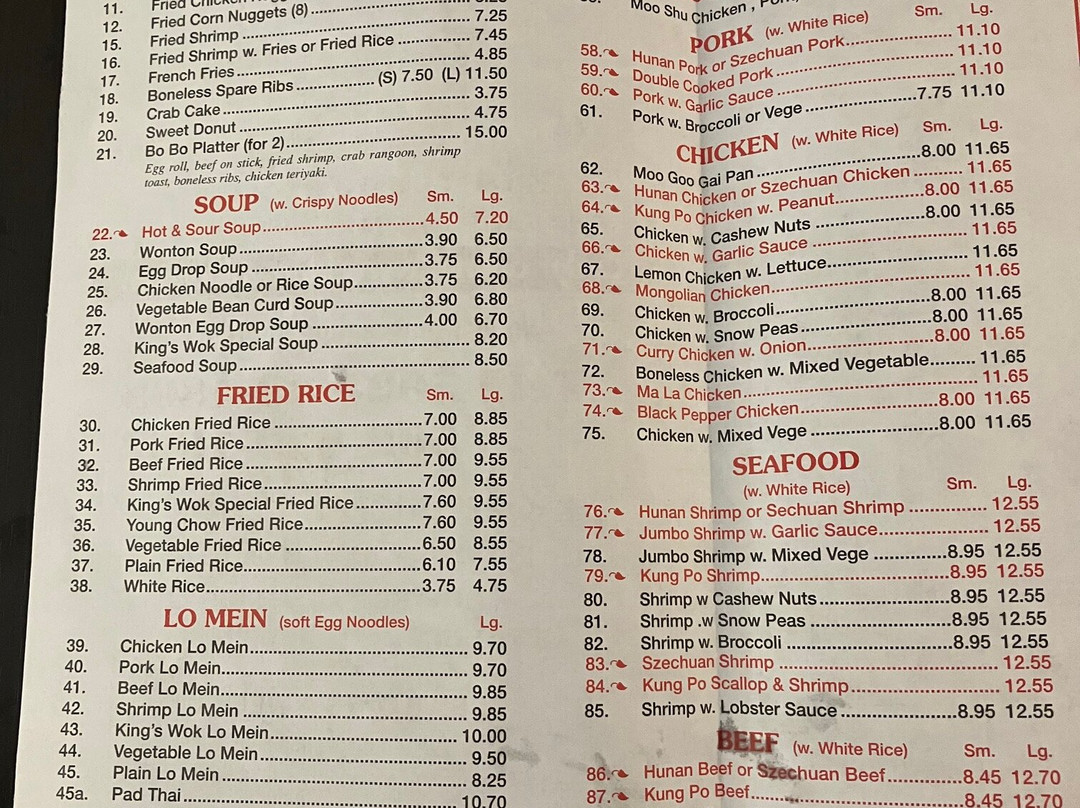 11. Fried Chicken
12. Fried Corn Nuggets (8)
15. Fried Shrimp 7.25
16. Fried Shrimp w. Fries or Fried Rice 7.45
17. French Fries 4.85
18. Boneless Spare Ribs (S) 7.50 (L) 11.50
19. Crab Cake 3.75
20. Sweet Donut 4.75
21. Bo Bo Platter (for 2) 15.00
Egg roll, beef on stick, fried shrimp, crab rangoon, shrimp
toast, boneless ribs, chicken teriyaki.
SOUP (w. Crispy Noodles) Sm. Lg.
22. Hot & Sour Soup 4.50 7.20
23. Wonton Soup 3.90 6.50
24. Egg Drop Soup 3.75 6.50
25. Chicken Noodle or Rice Soup 3.75 6.20
26. Vegetable Bean Curd Soup 3.90 6.80
27. Wonton Egg Drop Soup 4.00 6.70
28. King's Wok Special Soup 8.20
29. Seafood Soup 8.50
FRIED RICE Sm. Lg.
30. Chicken Fried Rice 7.00 8.85
31. Pork Fried Rice 7.00 8.85
32. Beef Fried Rice 7.00 9.55
33. Shrimp Fried Rice 7.00 9.55
34. King's Wok Special Fried Rice 7.60 9.55
35. Young Chow Fried Rice 7.60 9.55
36. Vegetable Fried Rice 6.50 8.55
37. Plain Fried Rice 6.10 7.55
38. White Rice 3.75 4.75
LO MEIN (soft Egg Noodles) Lg.
39. Chicken Lo Mein 9.70
40. Pork Lo Mein 9.70
41. Beef Lo Mein 9.85
42. Shrimp Lo Mein 9.85
43. King's Wok Lo Mein 10.00
44. Vegetable Lo Mein 9.50
45. Plain Lo Mein 8.25
45a. Pad Thai 10.70
Moo Shu Chicken ,
PORK (w. White Rice) Sm. Lg.
58. Hunan Pork or Szechuan Pork 11.10
59. Double Cooked Pork 11.10
60. Pork w. Garlic Sauce 11.10
61. Pork w. Broccoli or Vege 7.75 11.10
CHICKEN (w. White Rice) Sm. Lg.
62. Moo Goo Gai Pan 8.00 11.65
63. Hunan Chicken or Szechuan Chicken 11.65
64. Kung Po Chicken w. Peanut 8.00 11.65
65. Chicken w. Cashew Nuts 8.00 11.65
66. Chicken w. Garlic Sauce 11.65
67. Lemon Chicken w. Lettuce 11.65
68. Mongolian Chicken 11.65
69. Chicken w. Broccoli 8.00 11.65
70. Chicken w. Snow Peas 8.00 11.65
71. Curry Chicken w. Onion 8.00 11.65
72. Boneless Chicken w. Mixed Vegetable 11.65
73. Ma La Chicken 11.65
74. Black Pepper Chicken 8.00 11.65
75. Chicken w. Mixed Vege 8.00 11.65
SEAFOOD
(w. White Rice) Sm. Lg.
76. Hunan Shrimp or Sechuan Shrimp 12.55
77. Jumbo Shrimp w. Garlic Sauce 12.55
78. Jumbo Shrimp w. Mixed Vege 8.95 12.55
79. Kung Po Shrimp 8.95 12.55
80. Shrimp w Cashew Nuts 8.95 12.55
81. Shrimp .w Snow Peas 8.95 12.55
82. Shrimp w. Broccoli 8.95 12.55
83. Szechuan Shrimp 12.55
84. Kung Po Scallop & Shrimp 12.55
85. Shrimp w. Lobster Sauce 8.95 12.55
BEEF (w. White Rice) Sm. Lg.
86. Hunan Beef or Szechuan Beef 8.45 12.70
87. Kung Po Beef 8.45 12.70